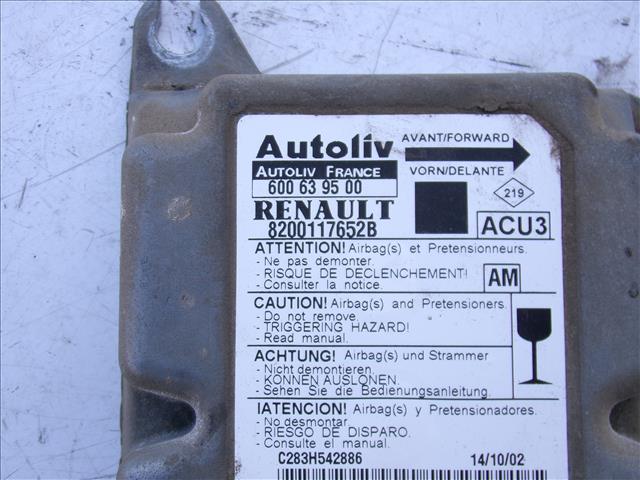 Autoliv
AVANT/FORWARD
AUTOLIV FRANCE
VORN/DELANTE
600 63 95 00
219
RENAULT
ACU3
8200117652B
ATTENTION! Airbag(s) et Pretensionneurs.
- Ne pas demonter.
- RISQUE DE DECLENCHEMENT!
- Consulter la notice.
AM
CAUTION! Airbag(s) and Pretensioners.
- Do not remove.
- TRIGGERING HAZARD!
- Read manual.
ACHTUNG! Airbag(s) und Strammer
- Nicht demontieren.
- KONNEN AUSLONEN.
- Sehen Sie die Bedienungsanleitung.
IATENCION! Airbag(s) y Pretensionadores.
- No desmontar.
- RIESGO DE DISPARO.
- Consulte el manual.
C283H542886 14/10/02